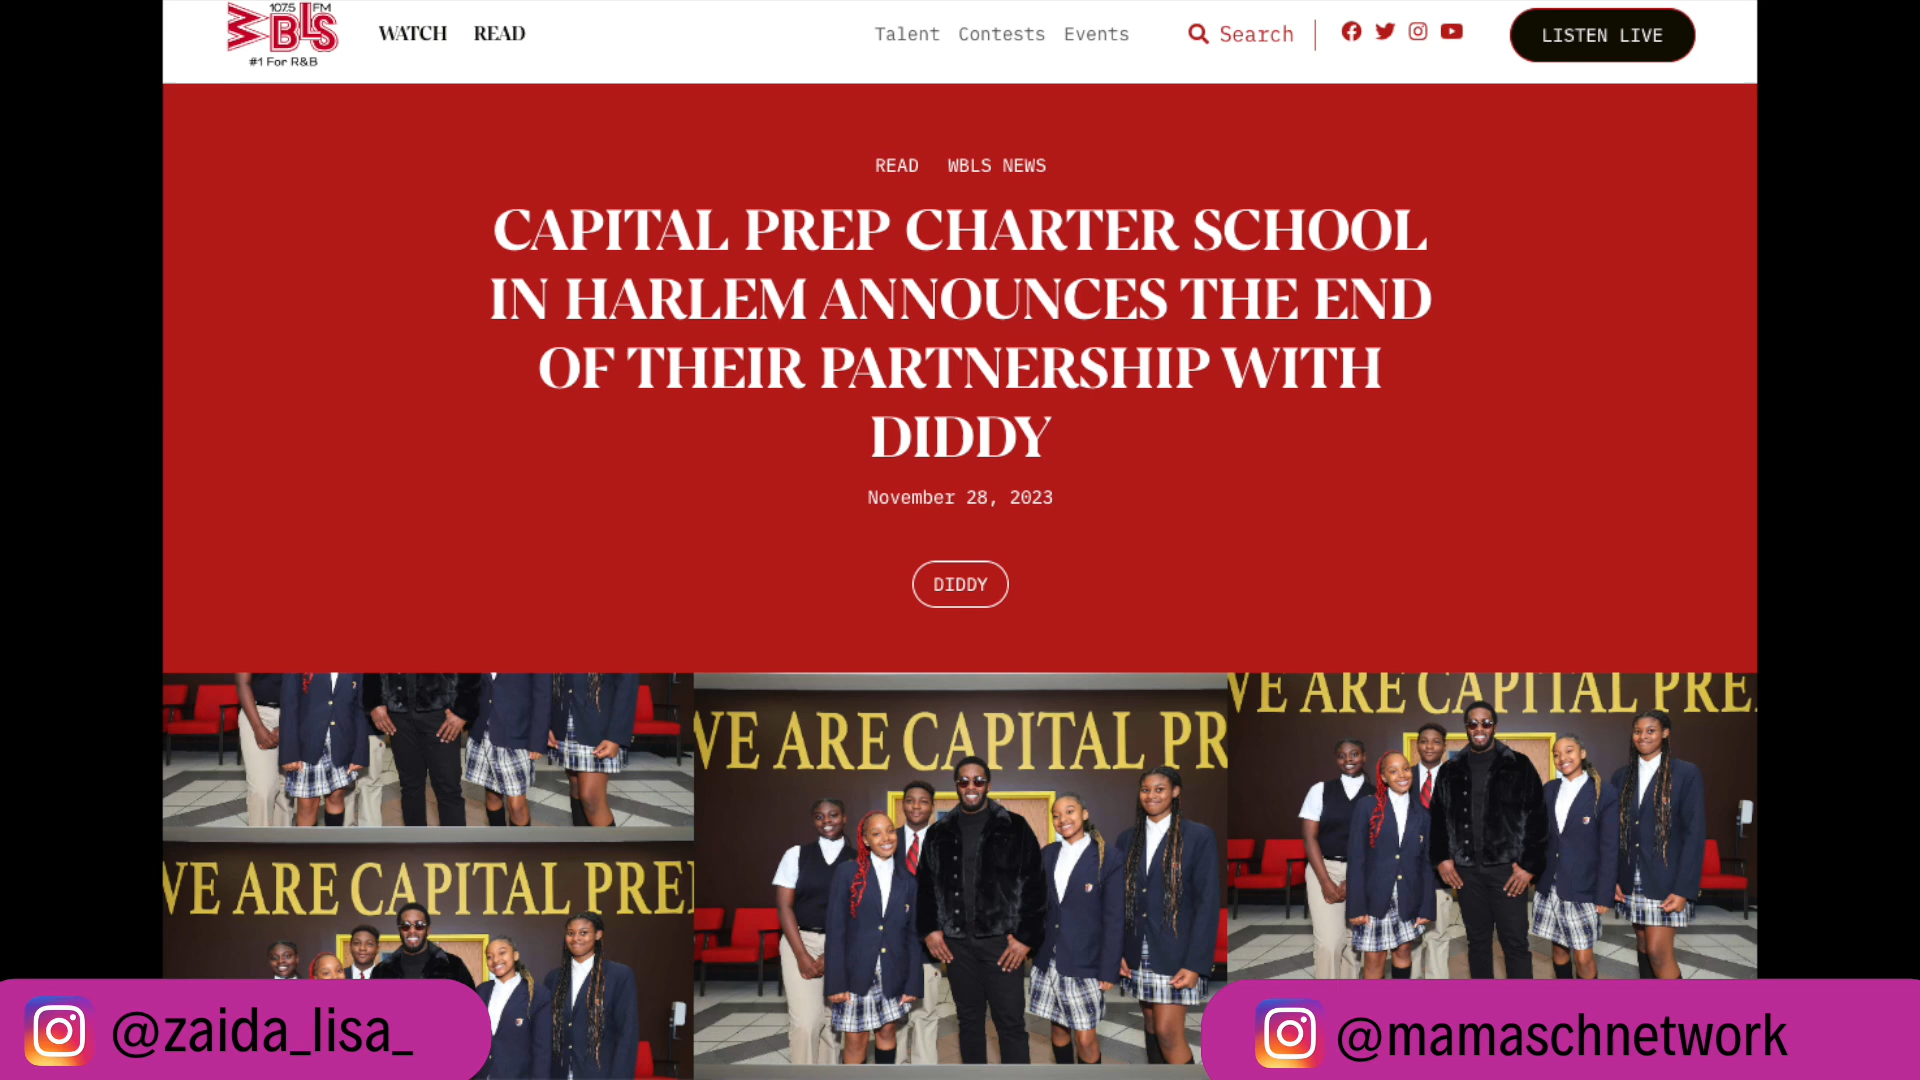 107.5 FM
WBLS
#1 For R&B
WATCH READ
Talent Contests Events
Search
LISTEN LIVE
READ WBLS NEWS
CAPITAL PREP CHARTER SCHOOL
IN HARLEM ANNOUNCES THE END
OF THEIR PARTNERSHIP WITH
DIDDY
November 28, 2023
DIDDY
VE ARE CAPITAL PRE
VE ARE CAPITAL PR
VE ARE CAPITAL PRE
@zaida_lisa_
@mamaschnetwork